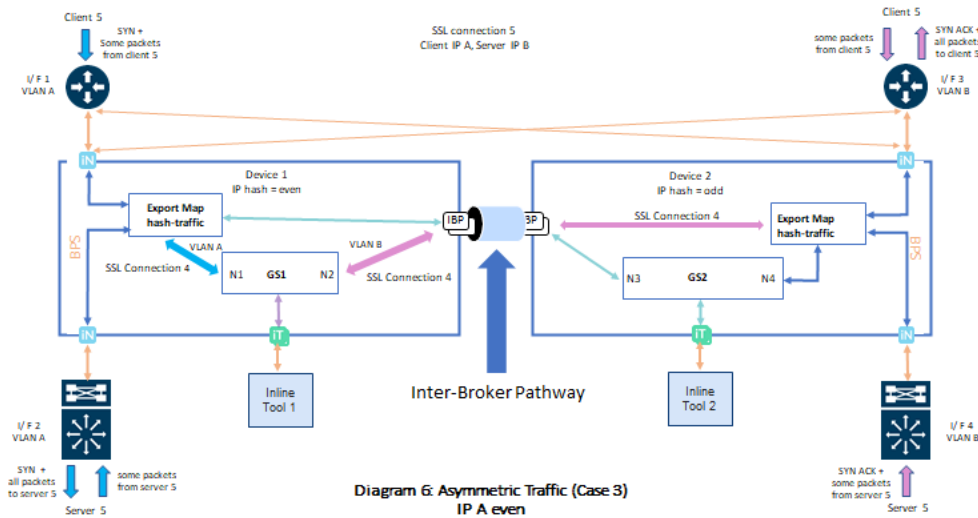 Client 5
SYN +
Some packets
from client 5
I/ F 1
VLAN A
SSL connection 5
Client IP A, Server IP B
Client 5
some packets
from client 5
SYN ACK +
all packets
to client 5
I/ F 3
VLAN B
iN
iN
Device 1
IP hash = even
Device 2
IP hash = odd
Export Map
hash-traffic
IBP
BP
SSL Connection 4
Export Map
hash-traffic
BPS
VLAN A
VLAN B
SSL Connection 4
SSL Connection 4
N1
GS1
N2
N3
GS2
N4
BPS
iN
iT
iT
iN
Inline
Tool 1
Inter-Broker Pathway
Inline
Tool 2
I/ F 2
VLAN A
I/ F 4
VLAN B
SYN +
all packets
to server 5
some packets
from server 5
Server 5
SYN ACK +
some packets
from server 5
Server 5
Diagram 6: Asymmetric Traffic (Case 3)
IP A even